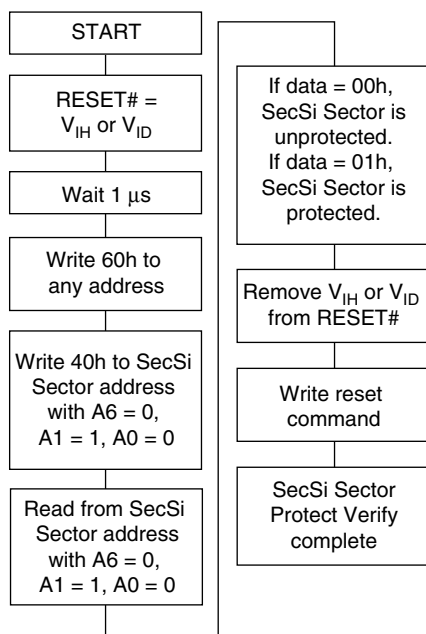 START
RESET# =
V_IH or V_ID
Wait 1 μs
Write 60h to
any address
Write 40h to SecSi
Sector address
with A6 = 0,
A1 = 1, A0 = 0
Read from SecSi
Sector address
with A6 = 0,
A1 = 1, A0 = 0
If data = 00h,
SecSi Sector is
unprotected.
If data = 01h,
SecSi Sector is
protected.
Remove V_IH or V_ID
from RESET#
Write reset
command
SecSi Sector
Protect Verify
complete